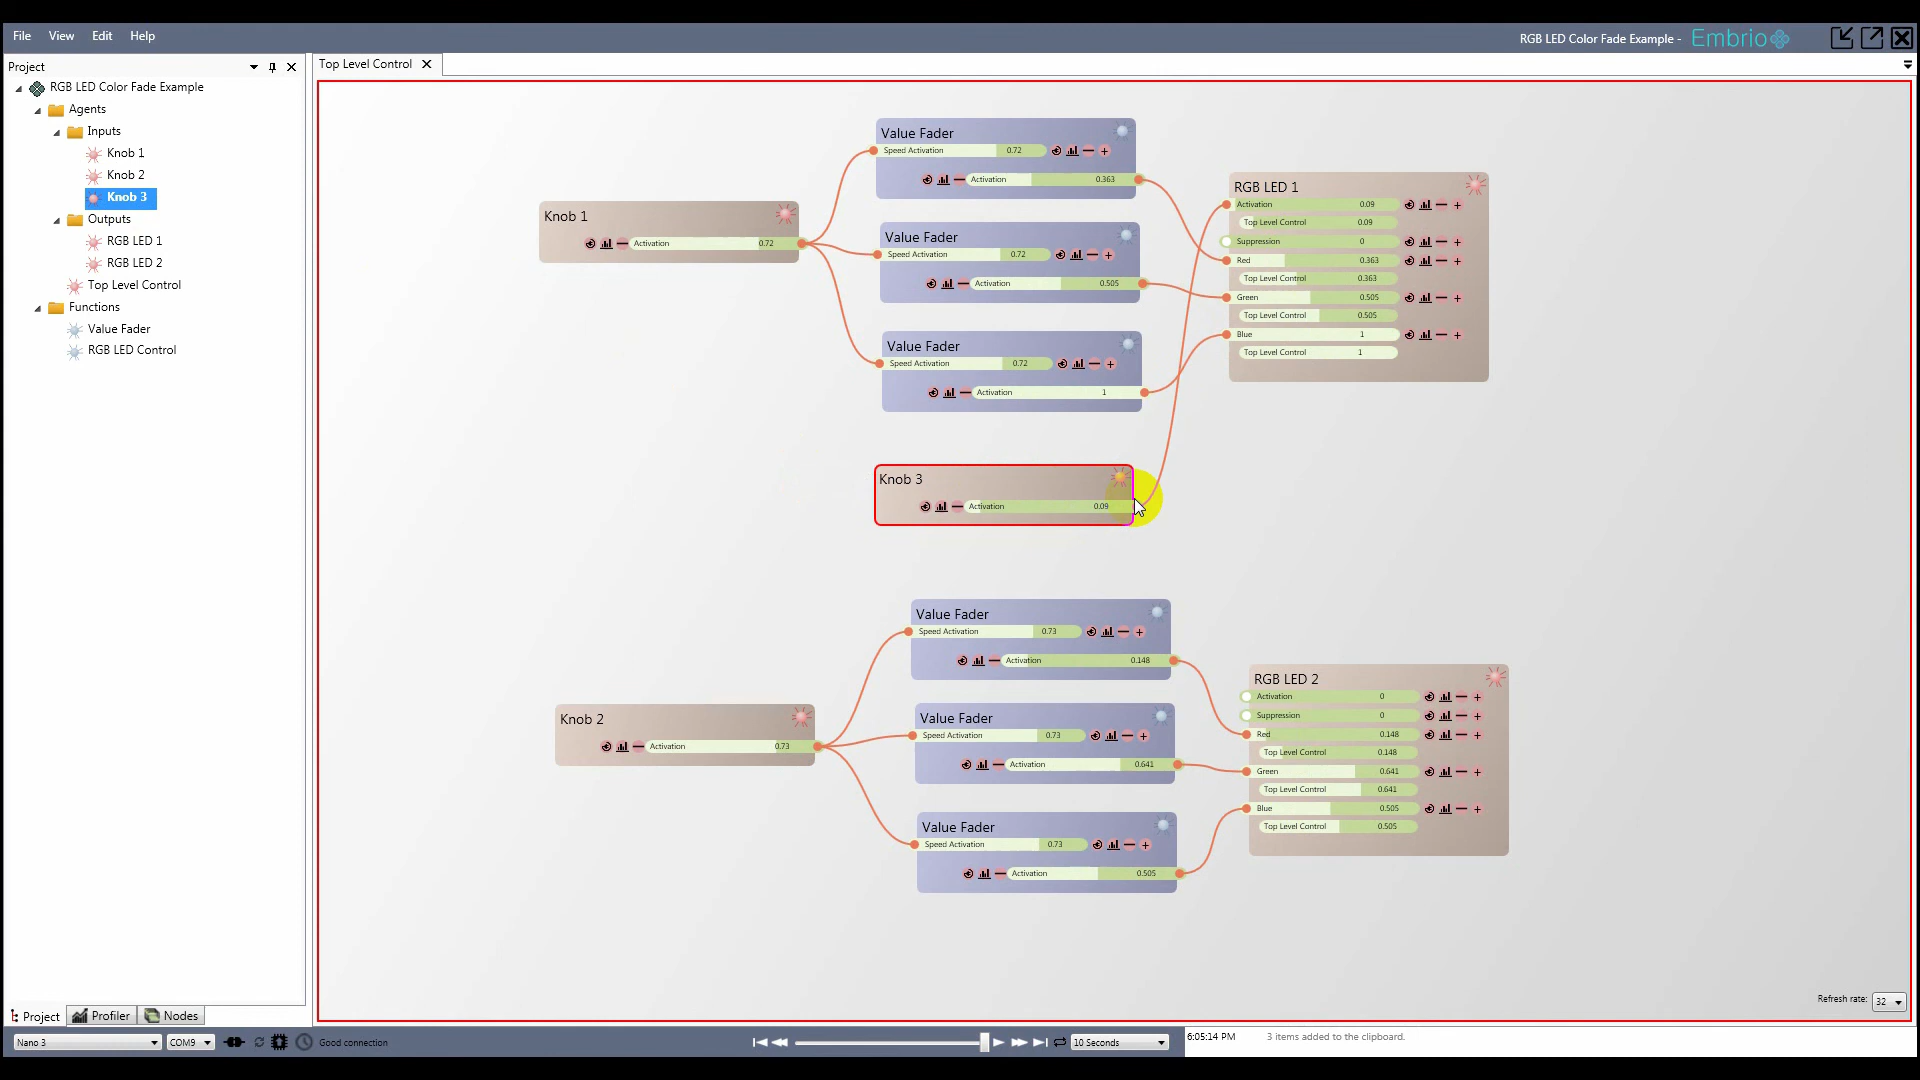 File View Edit Help
RGB LED Color Fade Example - Embrio
Project
Top Level Control
RGB LED Color Fade Example
Agents
Inputs
Knob 1
Knob 2
Knob 3
Outputs
RGB LED 1
RGB LED 2
Top Level Control
Functions
Value Fader
RGB LED Control
Knob 1
Activation 0.72
Value Fader
Speed Activation 0.72
Activation 0.363
Value Fader
Speed Activation 0.72
Activation 0.505
Value Fader
Speed Activation 0.72
Activation 1
RGB LED 1
Activation 0.09
Top Level Control 0.09
Suppression 0
Red 0.363
Top Level Control 0.363
Green 0.505
Top Level Control 0.505
Blue 1
Top Level Control 1
Knob 3
Activation 0.09
Knob 2
Activation 0.73
Value Fader
Speed Activation 0.73
Activation 0.148
Value Fader
Speed Activation 0.73
Activation 0.641
Value Fader
Speed Activation 0.73
Activation 0.505
RGB LED 2
Activation 0
Suppression 0
Red 0.148
Top Level Control 0.148
Green 0.641
Top Level Control 0.641
Blue 0.505
Top Level Control 0.505
Refresh rate: 32
Project Profiler Nodes
Nano 3 COM9 Good connection
10 Seconds
6:05:14 PM 3 items added to the clipboard.